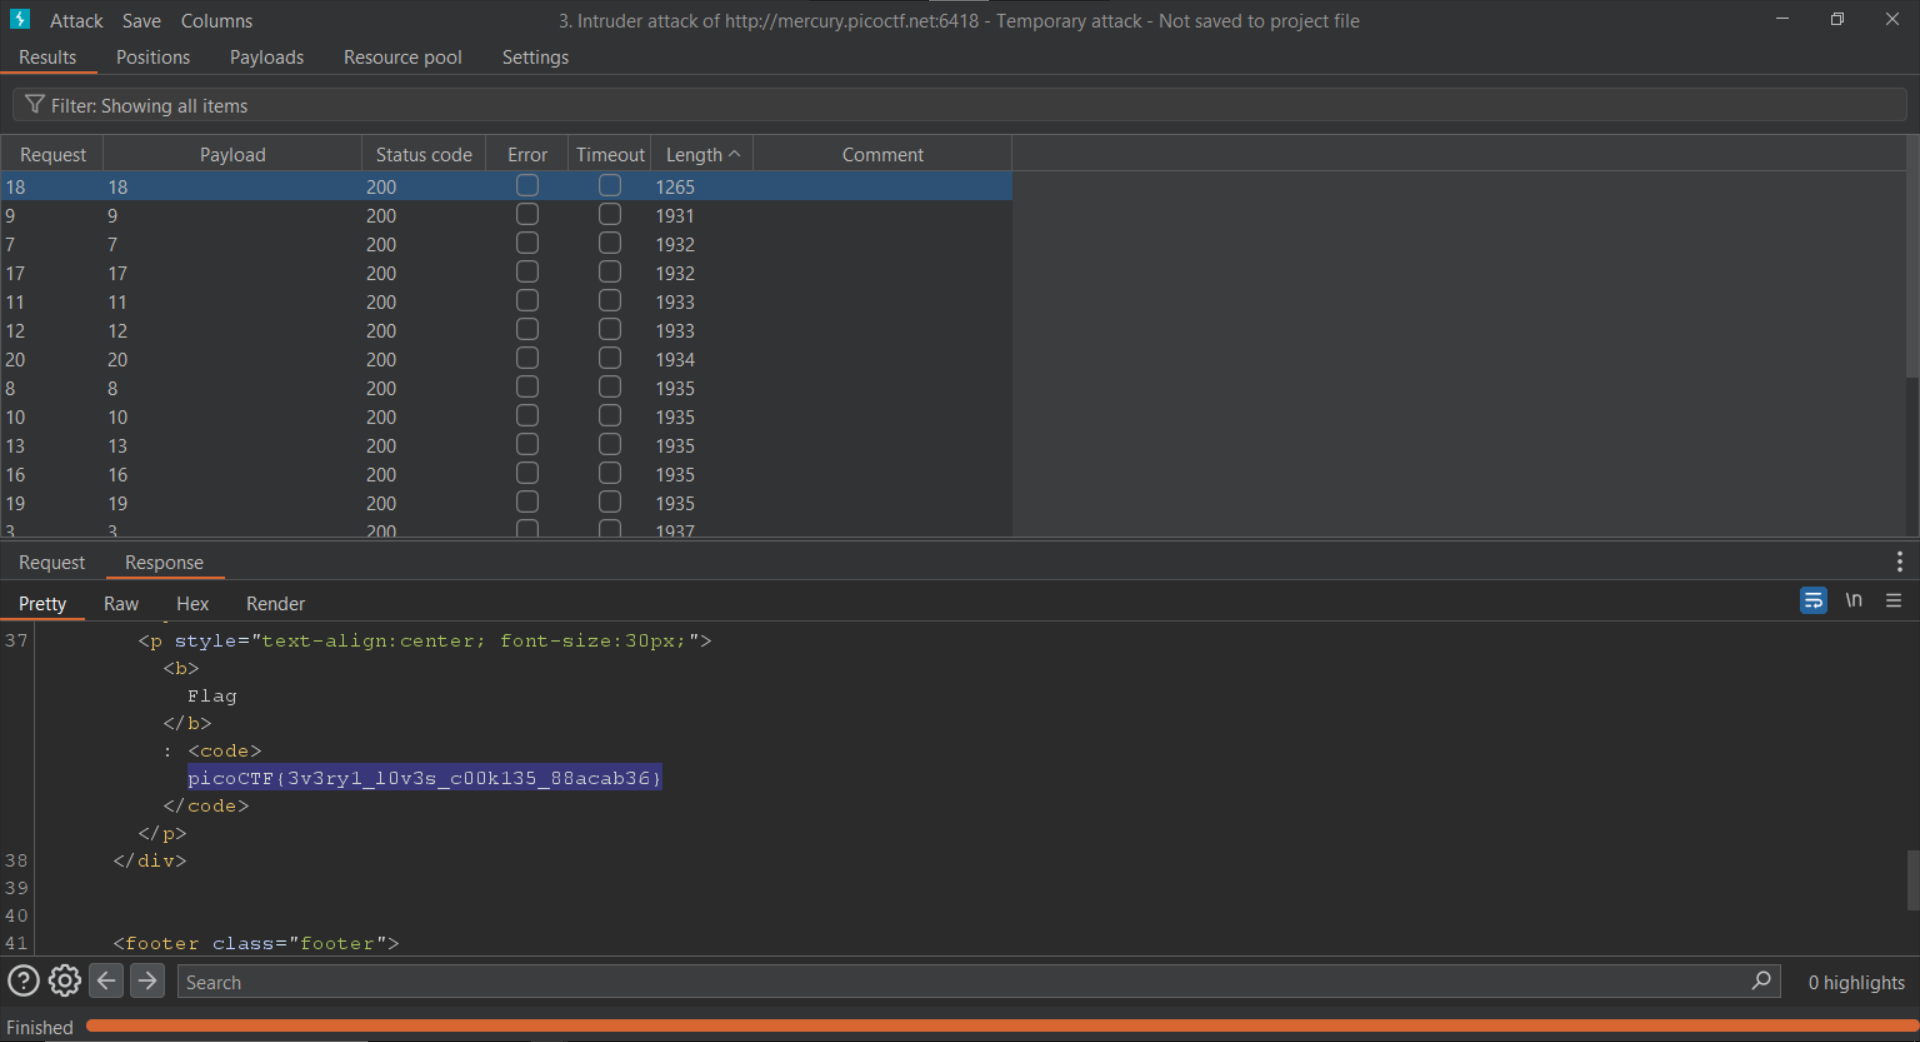 Attack Save Columns 3. Intruder attack of http://mercury.picoctf.net:6418 - Temporary attack - Not saved to project file
Results Positions Payloads Resource pool Settings
Filter: Showing all items
Request Payload Status code Error Timeout Length Comment
18 18 200 1265
9 9 200 1931
7 7 200 1932
17 17 200 1932
11 11 200 1933
12 12 200 1933
20 20 200 1934
8 8 200 1935
10 10 200 1935
13 13 200 1935
16 16 200 1935
19 19 200 1935
3 3 200 1937
Request Response
Pretty Raw Hex Render \n
37 <p style="text-align:center; font-size:30px;">
<b>
Flag
</b>
: <code>
picoCTF{3v3ry1_l0v3s_c00k135_88acab36}
</code>
</p>
38 </div>
39
40
41 <footer class="footer">
Search 0 highlights
Finished